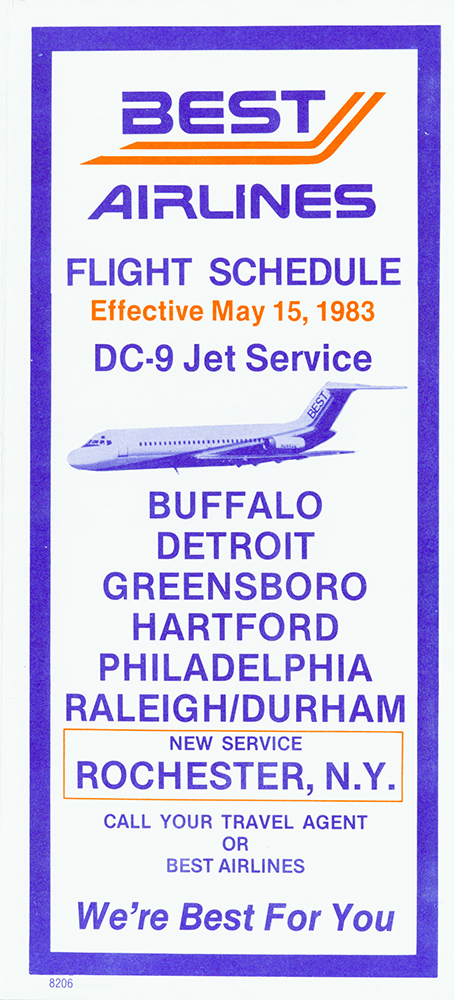 BEST
AIRLINES
FLIGHT SCHEDULE
Effective May 15, 1983
DC-9 Jet Service
BEST
BUFFALO
DETROIT
GREENSBORO
HARTFORD
PHILADELPHIA
RALEIGH/DURHAM
NEW SERVICE
ROCHESTER, N.Y.
CALL YOUR TRAVEL AGENT
OR
BEST AIRLINES
We're Best For You
8206